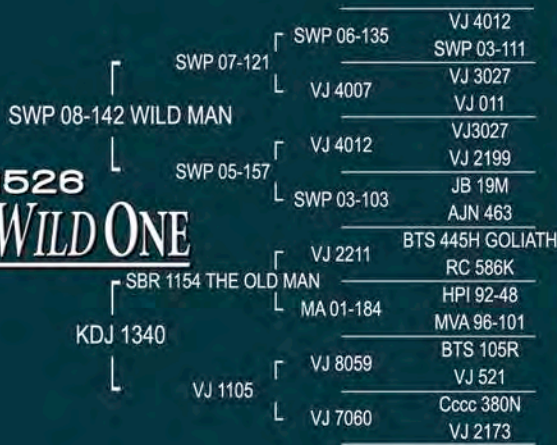 VJ 4012
SWP 06-135
SWP 03-111
SWP 07-121
VJ 3027
VJ 4007
VJ 011
SWP 08-142 WILD MAN
VJ3027
VJ 4012
VJ 2199
SWP 05-157
JB 19M
SWP 03-103
AJN 463
526
WILD ONE
BTS 445H GOLIATH
VJ 2211
RC 586K
SBR 1154 THE OLD MAN
HPI 92-48
MA 01-184
MVA 96-101
KDJ 1340
BTS 105R
VJ 8059
VJ 521
VJ 1105
Cccc 380N
VJ 7060
VJ 2173